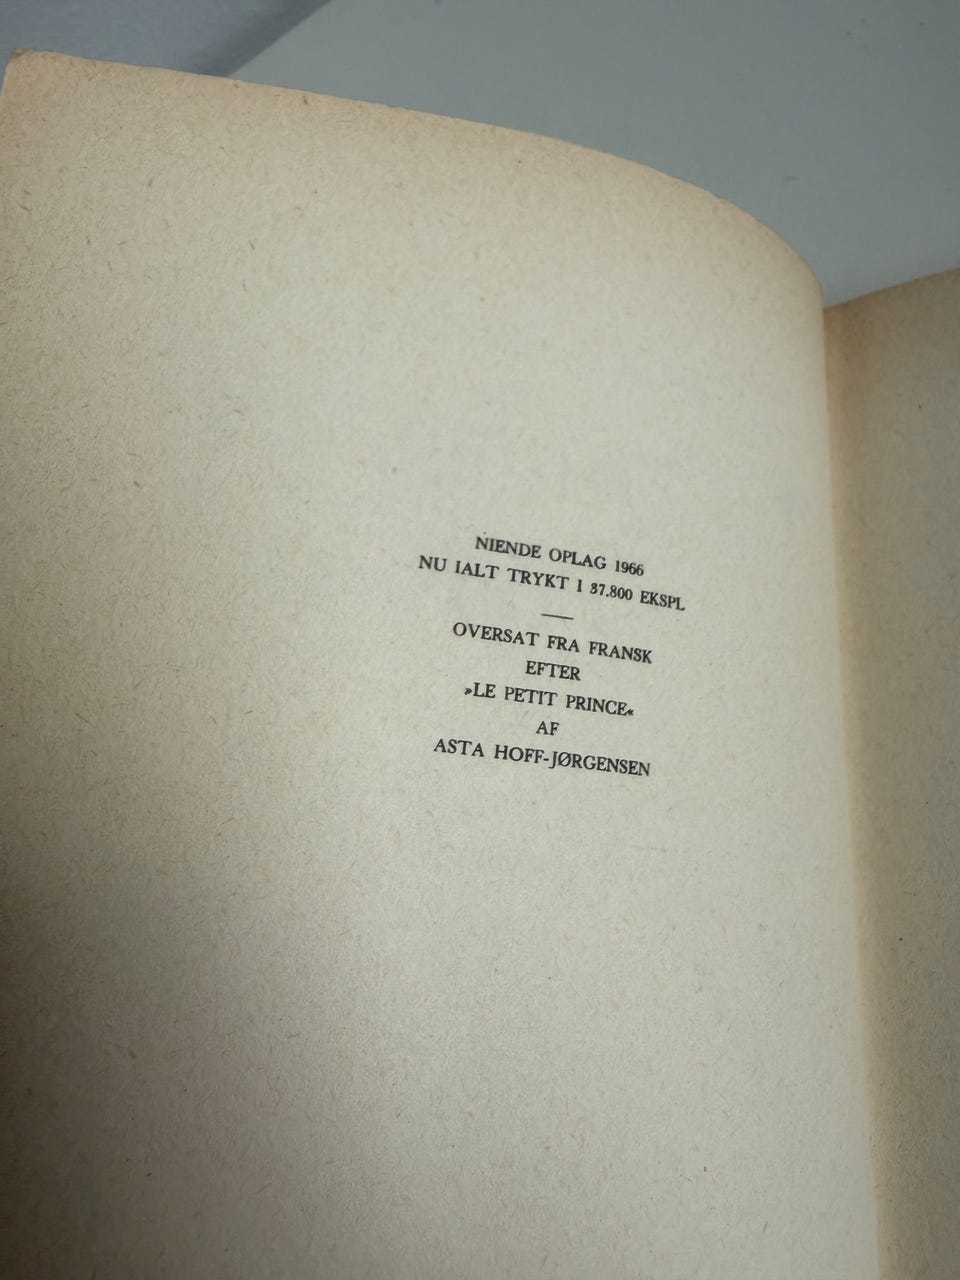 NIENDE OPLAG 1966
NU IALT TRYKT I 37.800 EKSPL
OVERSAT FRA FRANSK
EFTER
»LE PETIT PRINCE«
AF
ASTA HOFF-JØRGENSEN